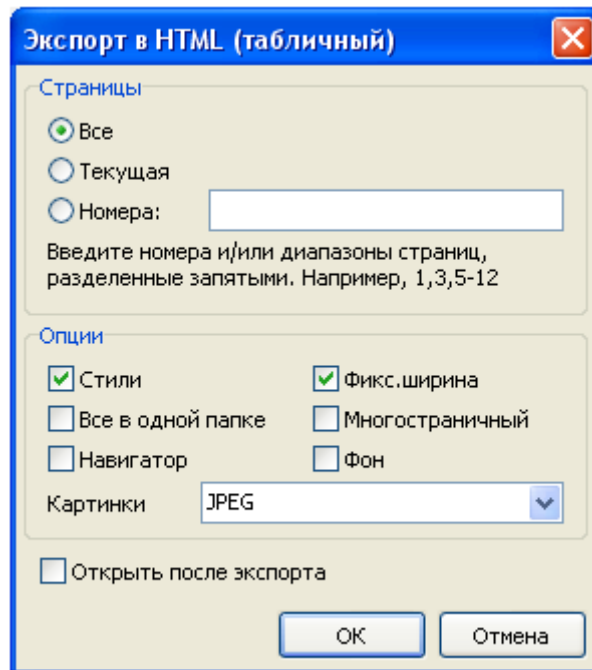 Экспорт в HTML (табличный)
Страницы
Все
Текущая
Номера:
Введите номера и/или диапазоны страниц,
разделенные запятыми. Например, 1,3,5-12
Опции
Стили
Фикс.ширина
Все в одной папке
Многостраничный
Навигатор
Фон
Картинки
JPEG
Открыть после экспорта
ОК
Отмена